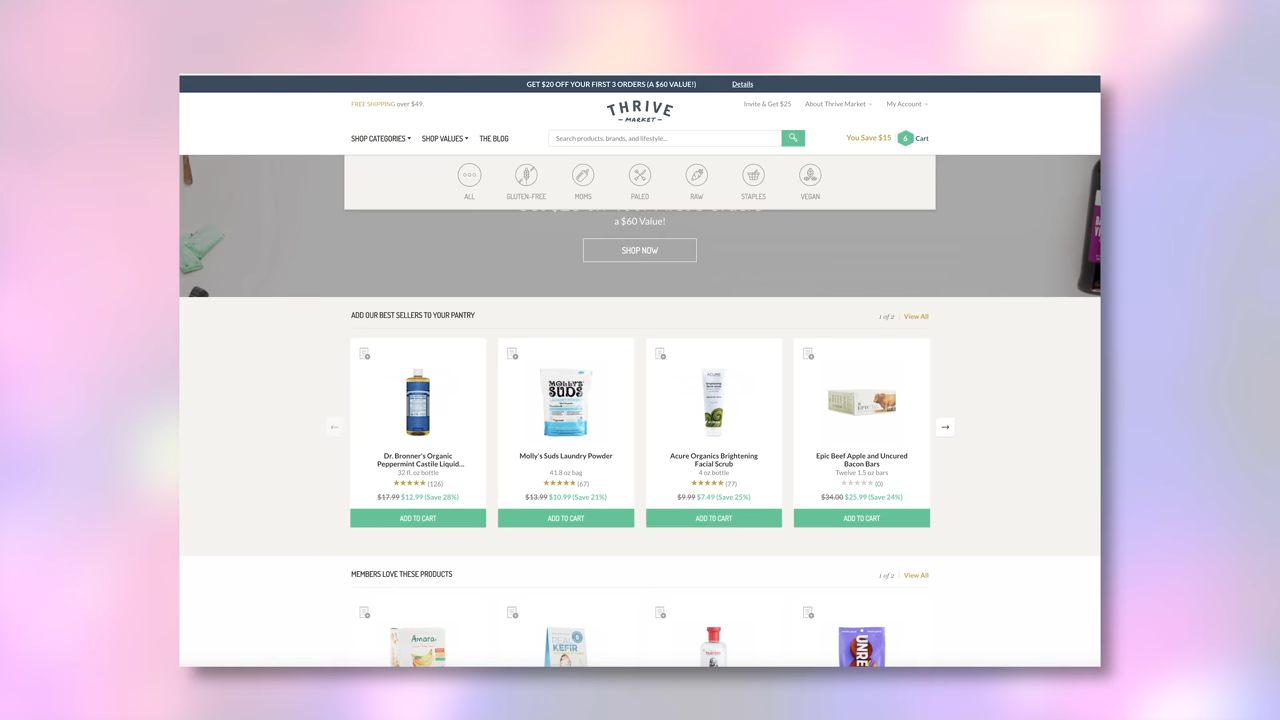 GET $20 OFF YOUR FIRST 3 ORDERS (A $60 VALUE!) Details
FREE SHIPPING over $49.
THRIVE
MARKET
Invite & Get $25 About Thrive Market My Account
SHOP CATEGORIES SHOP VALUES THE BLOG
Search products, brands, and lifestyle...
You Save $15 6 Cart
ALL GLUTEN-FREE MOMS PALEO RAW STAPLES VEGAN
a $60 Value!
SHOP NOW
ADD OUR BEST SELLERS TO YOUR PANTRY
1 of 2 View All
MOLLY'S
SUDS
ACURE
EPIC
Dr. Bronner's Organic
Peppermint Castile Liquid...
32 fl. oz bottle
(126)
$17.99 $12.99 (Save 28%)
ADD TO CART
Molly's Suds Laundry Powder
41.8 oz bag
(67)
$13.99 $10.99 (Save 21%)
ADD TO CART
Acure Organics Brightening
Facial Scrub
4 oz bottle
(77)
$9.99 $7.49 (Save 25%)
ADD TO CART
Epic Beef Apple and Uncured
Bacon Bars
Twelve 1.5 oz bars
(0)
$34.00 $25.99 (Save 24%)
ADD TO CART
MEMBERS LOVE THESE PRODUCTS
1 of 2 View All
Amara
KEFIR
UNRE